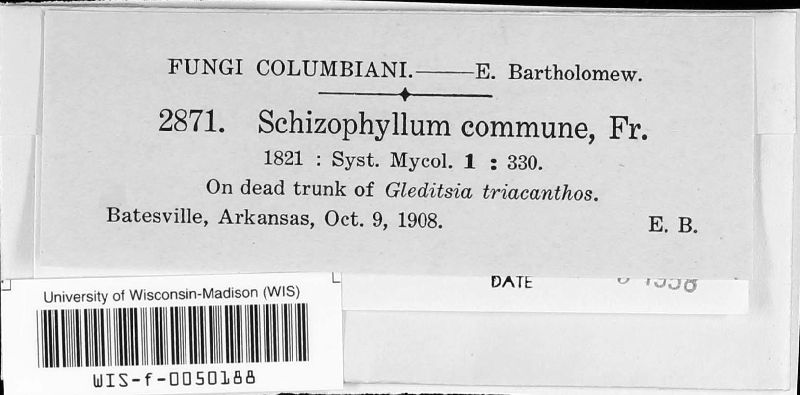 FUNGI COLUMBIANI.——E. Bartholomew.
2871. Schizophyllum commune, Fr.
1821 : Syst. Mycol. 1 : 330.
On dead trunk of Gleditsia triacanthos.
Batesville, Arkansas, Oct. 9, 1908. E. B.
DATE
University of Wisconsin-Madison (WIS)
WIS-f-0050188